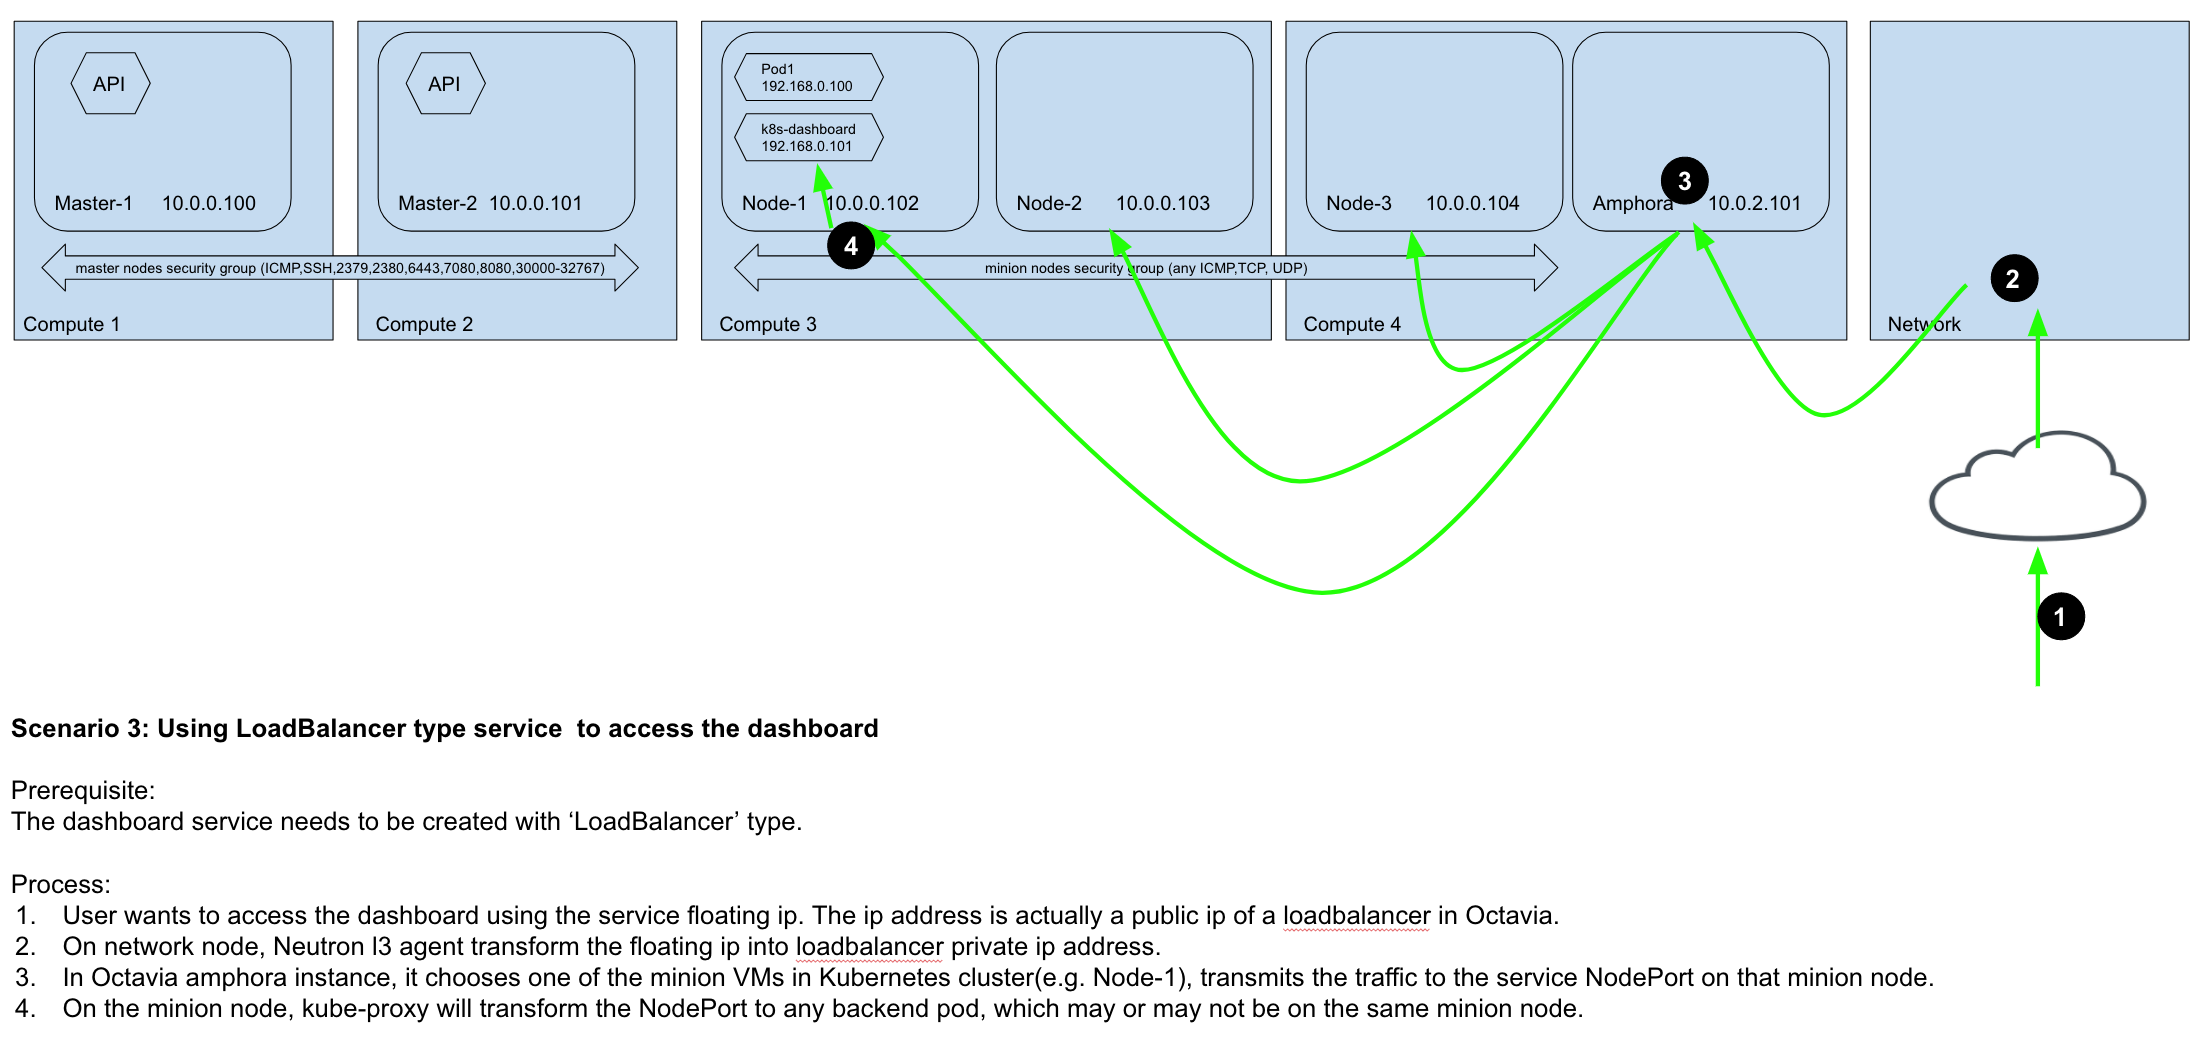 API
Master-1 10.0.0.100
API
Master-2 10.0.0.101
master nodes security group (ICMP,SSH,2379,2380,6443,7080,8080,30000-32767)
Compute 1
Compute 2
Pod1
192.168.0.100
k8s-dashboard
192.168.0.101
Node-1 10.0.0.102
4
Node-2 10.0.0.103
minion nodes security group (any ICMP,TCP, UDP)
Compute 3
Node-3 10.0.0.104
3
Amphora 10.0.2.101
Compute 4
2
Network
1
Scenario 3: Using LoadBalancer type service  to access the dashboard
Prerequisite:
The dashboard service needs to be created with ‘LoadBalancer’ type.
Process:
1. User wants to access the dashboard using the service floating ip. The ip address is actually a public ip of a loadbalancer in Octavia.
2. On network node, Neutron l3 agent transform the floating ip into loadbalancer private ip address.
3. In Octavia amphora instance, it chooses one of the minion VMs in Kubernetes cluster(e.g. Node-1), transmits the traffic to the service NodePort on that minion node.
4. On the minion node, kube-proxy will transform the NodePort to any backend pod, which may or may not be on the same minion node.